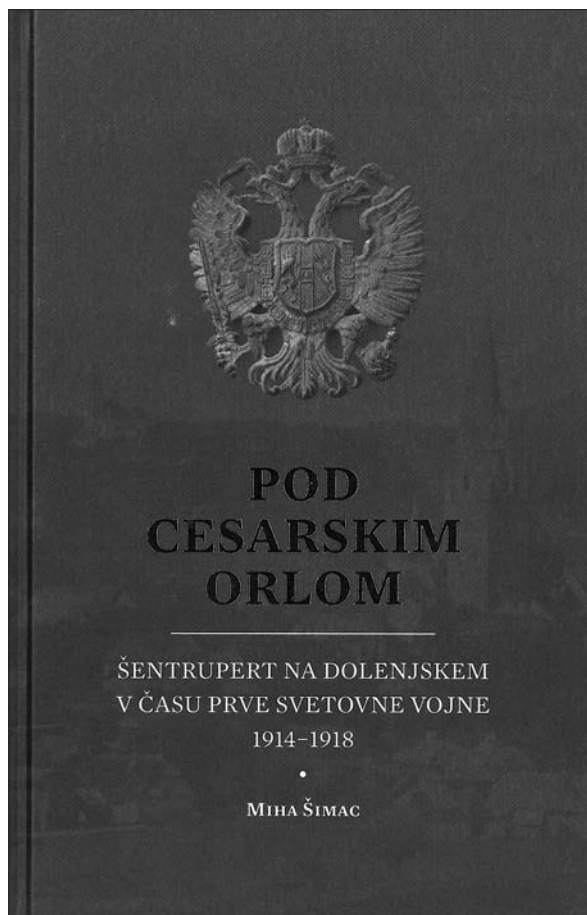 POD
CESARSKIM
ORLOM
ŠENTRUPERT NA DOLENJSKEM
V ČASU PRVE SVETOVNE VOJNE
1914–1918
•
MIHA ŠIMAC